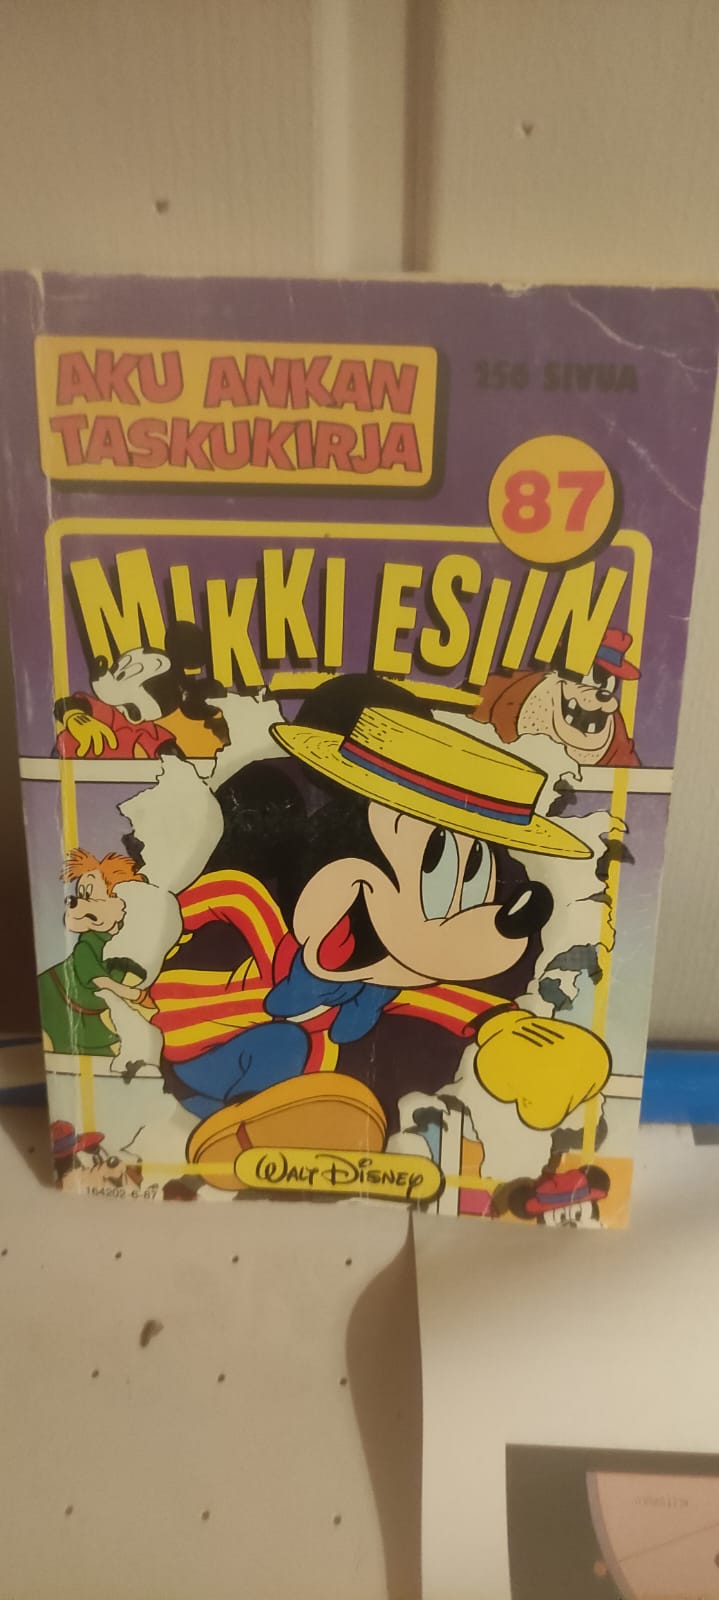 AKU ANKAN
TASKUKIRJA
256 SIVUA
87
MIKKI ESIIN
WALT DISNEY
164202-6-87